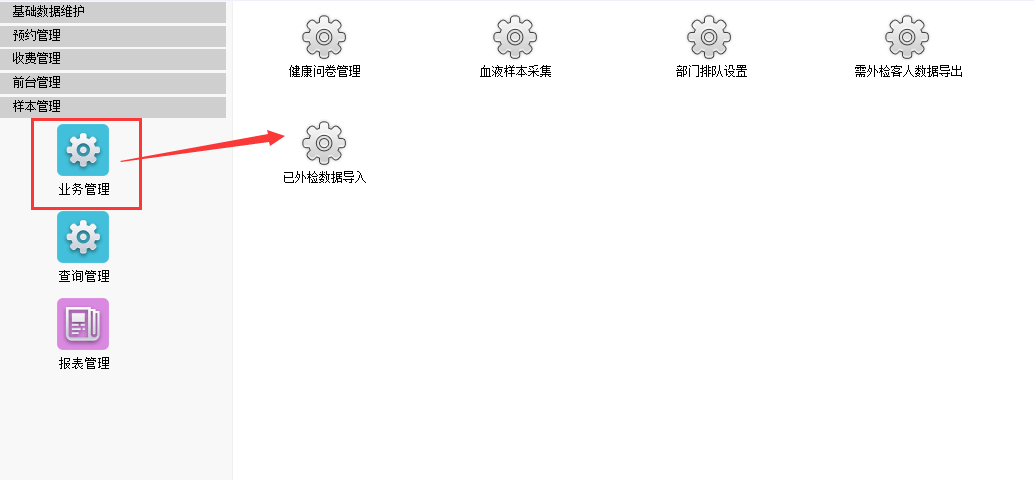 基础数据维护
预约管理
收费管理
前台管理
样本管理
业务管理
查询管理
报表管理
健康问卷管理
血液样本采集
部门排队设置
需外检客人数据导出
已外检数据导入